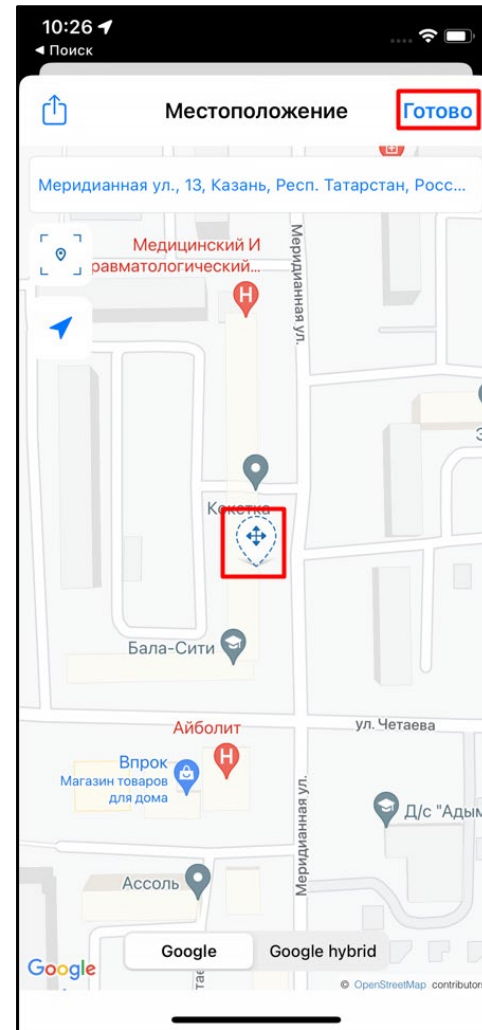 10:26
◀ Поиск
Местоположение
Готово
Меридианная ул., 13, Казань, Респ. Татарстан, Росс...
Медицинский И
равматологический...
Меридианная ул.
Кокетка
Бала-Сити
Айболит
ул. Четаева
Впрок
Магазин товаров
для дома
Меридианная ул.
Д/с "Адым
Ассоль
Google
Google hybrid
Google
© OpenStreetMap contributors